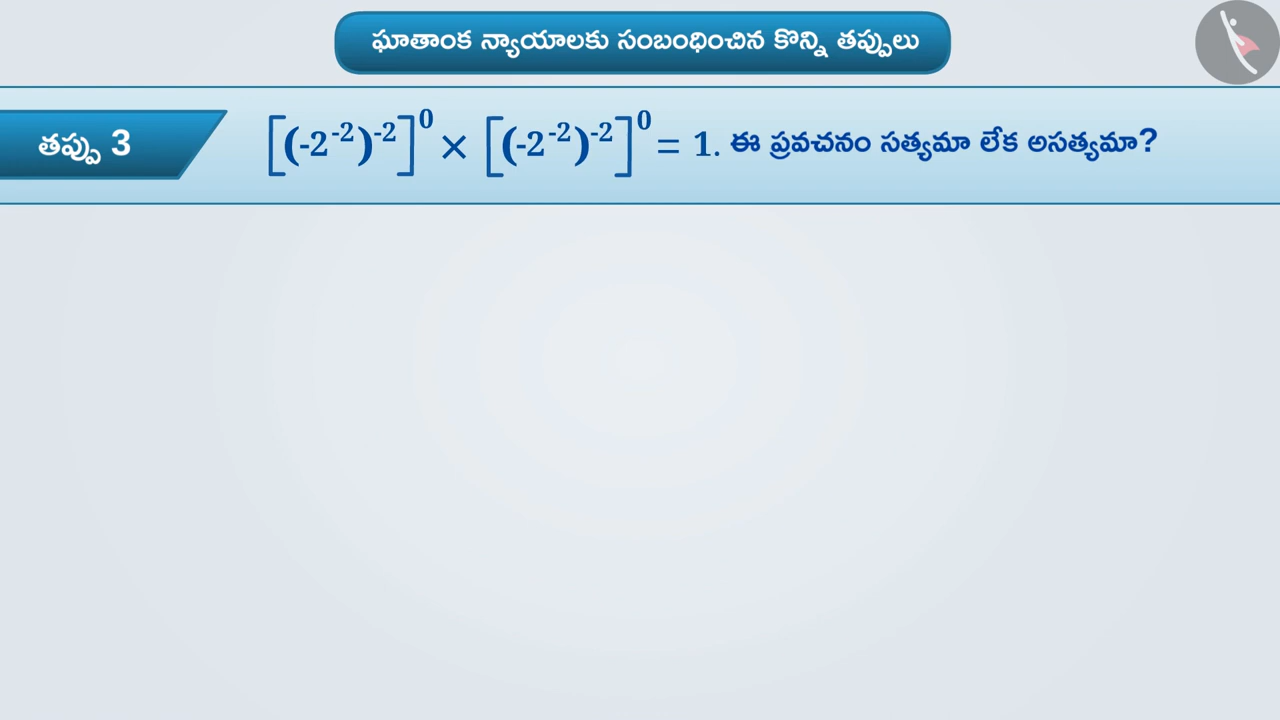 ఘాతాంక న్యాయాలకు సంబంధించిన కొన్ని తప్పులు
తప్పు 3 [(-2⁻²)⁻²]⁰ × [(-2⁻²)⁻²]⁰ = 1. ఈ ప్రవచనం సత్యమా లేక అసత్యమా?